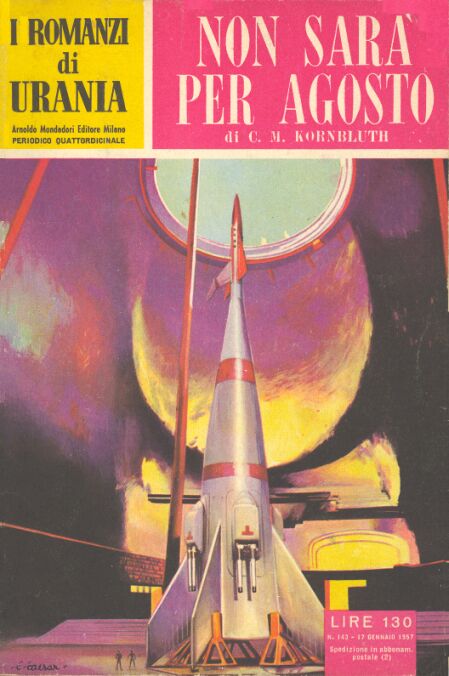 I ROMANZI
di
URANIA
Arnoldo Mondadori Editore Milano
PERIODICO QUATTORDICINALE
NON SARA'
PER AGOSTO
di C. M. KORNBLUTH
LIRE 130
N. 143 - 17 GENNAIO 1957
Spedizione in abbonam.
postale (2)
C. Caesar